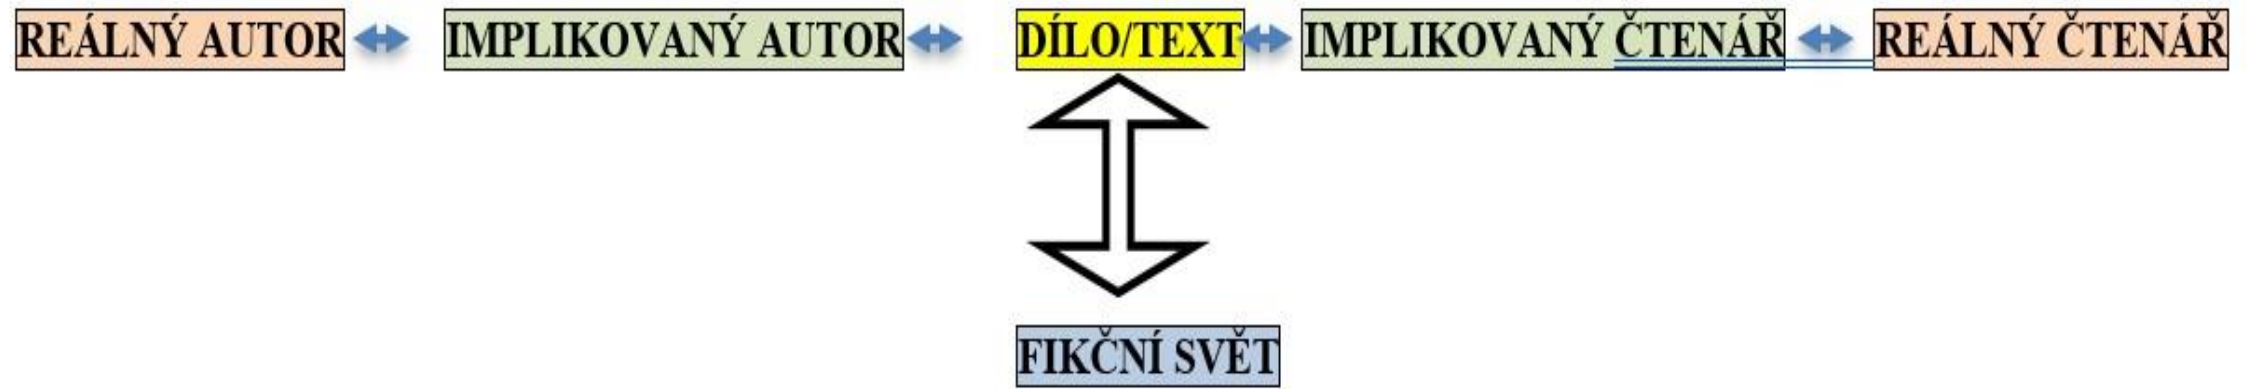 REÁLNÝ AUTOR IMPLIKOVANÝ AUTOR DÍLO/TEXT IMPLIKOVANÝ ČTENÁŘ REÁLNÝ ČTENÁŘ
FIKČNÍ SVĚT